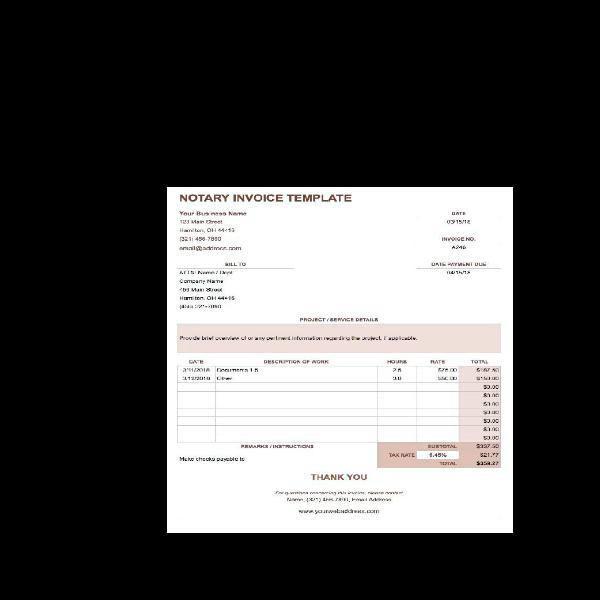 NOTARY INVOICE TEMPLATE
Your Business Name
123 Main Street
Hamilton, OH 44416
(321) 456-7890
email@address.com
DATE
03/15/18
INVOICE NO.
A246
BILL TO
DATE PAYMENT DUE
ATTN: Name / Dept
04/15/18
Company Name
456 Main Street
Hamilton, OH 44416
PROJECT / SERVICE DETAILS
Provide brief overview of or any pertinent information regarding the project, if applicable.
DATE DESCRIPTION OF WORK HOURS RATE TOTAL
3/11/2018 Documents 1-5 2.5 $75.00 $187.50
3/12/2018 Other 3.0 $50.00 $150.00
$0.00
$0.00
$0.00
$0.00
$0.00
$0.00
$0.00
REMARKS / INSTRUCTIONS SUBTOTAL $337.50
Make checks payable to TAX RATE 6.45% $21.77
TOTAL $359.27
THANK YOU
For questions concerning this invoice, please contact
Name, (321) 456-7890, Email Address
www.yourwebaddress.com